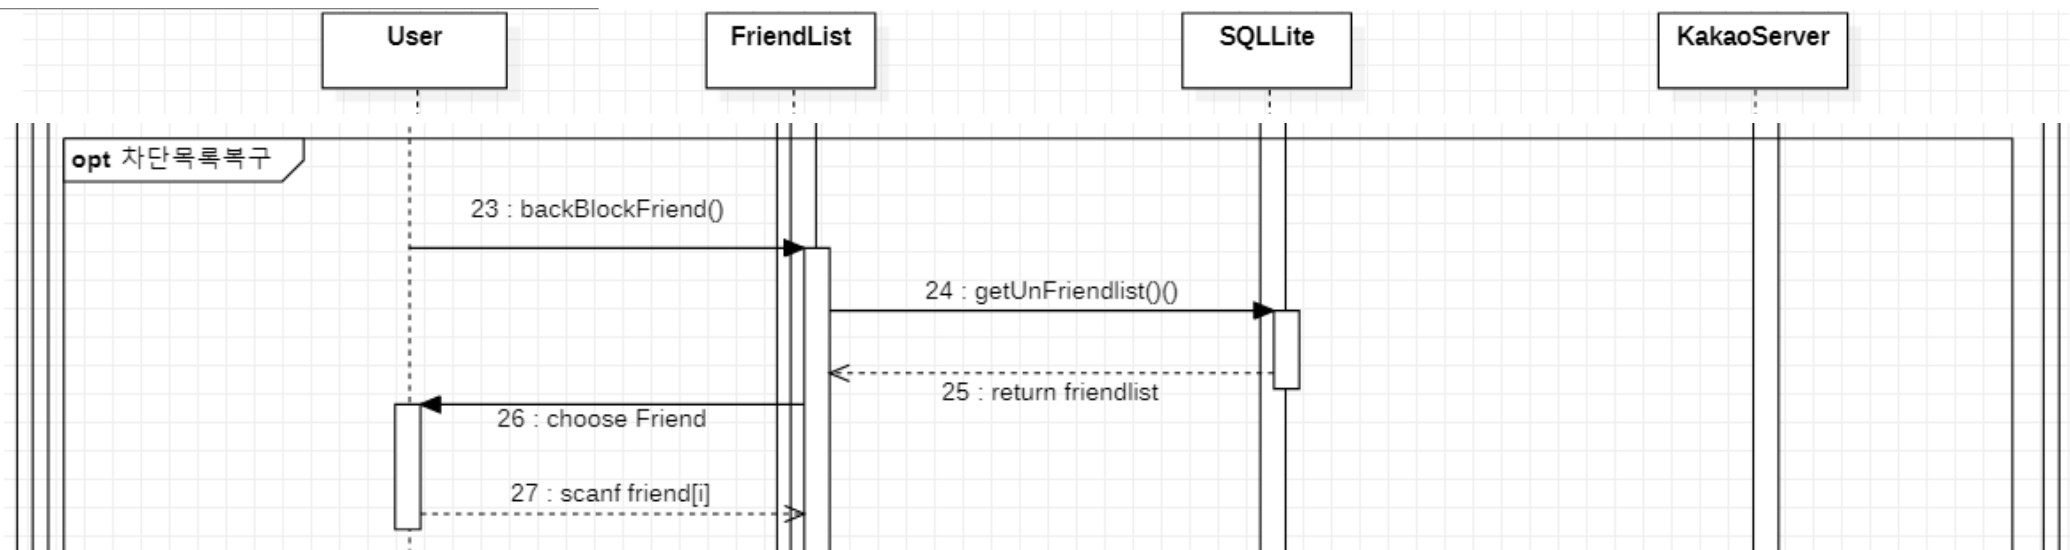 User
FriendList
SQLLite
KakaoServer
opt 차단목록복구
23 : backBlockFriend()
24 : getUnFriendlist()()
25 : return friendlist
26 : choose Friend
27 : scanf friend[i]